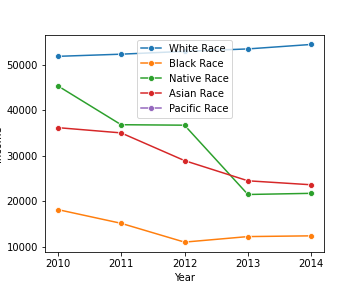 White Race
Black Race
Native Race
Asian Race
Pacific Race
50000
40000
30000
20000
10000
2010 2011 2012 2013 2014
Year